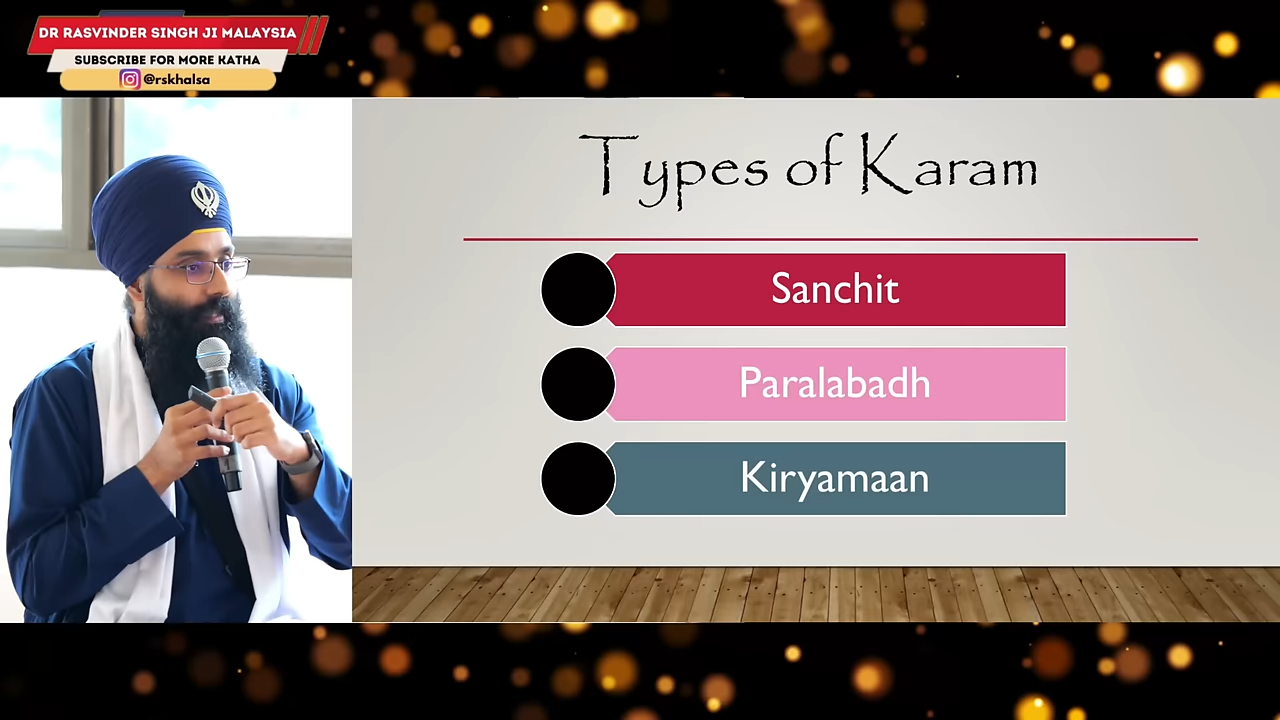 DR RASVINDER SINGH JI MALAYSIA
SUBSCRIBE FOR MORE KATHA
@rskhalsa
Types of Karam
Sanchit
Paralabadh
Kiryamaan